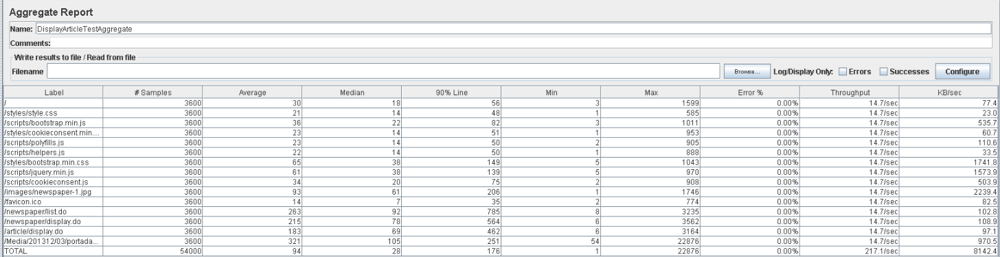 Aggregate Report
Name: DisplayArticleTestAggregate
Comments:
Write results to file / Read from file
Filename Browse... Log/Display Only: Errors Successes Configure
Label # Samples Average Median 90% Line Min Max Error % Throughput KB/sec
/ 3600 30 18 56 3 1599 0.00% 14.7/sec 77.4
/styles/style.css 3600 21 14 48 1 585 0.00% 14.7/sec 23.0
/scripts/bootstrap.min.js 3600 36 22 82 3 1011 0.00% 14.7/sec 535.7
/styles/cookieconsent.min.... 3600 23 14 51 1 953 0.00% 14.7/sec 60.7
/scripts/polyfills.js 3600 23 14 50 2 905 0.00% 14.7/sec 110.6
/scripts/helpers.js 3600 22 14 50 1 888 0.00% 14.7/sec 33.5
/styles/bootstrap.min.css 3600 65 38 149 5 1043 0.00% 14.7/sec 1741.8
/scripts/jquery.min.js 3600 61 38 139 5 970 0.00% 14.7/sec 1573.9
/scripts/cookieconsent.js 3600 34 20 75 2 908 0.00% 14.7/sec 503.9
/images/newspaper-1.jpg 3600 93 61 206 1 1746 0.00% 14.7/sec 2239.4
/favicon.ico 3600 14 7 35 2 774 0.00% 14.7/sec 82.5
/newspaper/list.do 3600 263 92 785 8 3235 0.00% 14.7/sec 102.8
/newspaper/display.do 3600 215 78 564 6 3562 0.00% 14.7/sec 108.9
/article/display.do 3600 183 69 462 6 3164 0.00% 14.7/sec 97.1
/Media/201312/03/portada... 3600 321 105 251 54 22876 0.00% 14.7/sec 970.5
TOTAL 54000 94 28 176 1 22876 0.00% 217.1/sec 8142.4